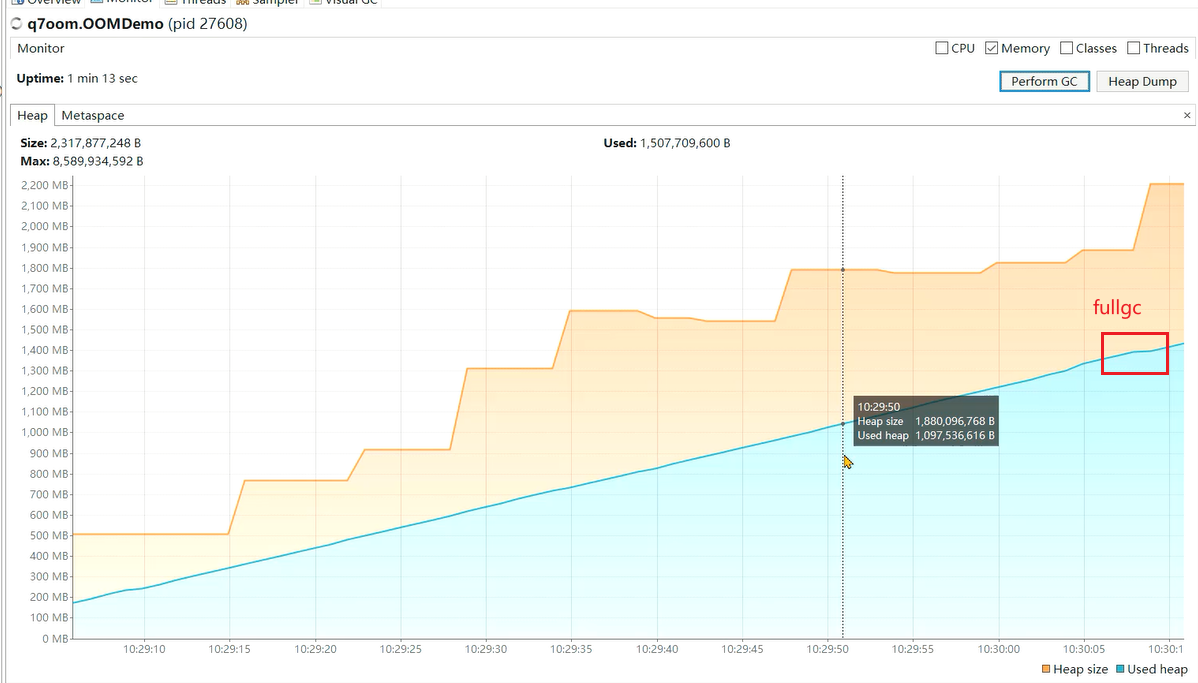 Overview Monitor Threads Sampler Visual GC
q7oom.OOMDemo (pid 27608)
Monitor
CPU Memory Classes Threads
Uptime: 1 min 13 sec
Perform GC Heap Dump
Heap Metaspace ×
Size: 2,317,877,248 B Used: 1,507,709,600 B
Max: 8,589,934,592 B
2,200 MB
2,100 MB
2,000 MB
1,900 MB
1,800 MB
1,700 MB
1,600 MB
1,500 MB
1,400 MB
1,300 MB
1,200 MB
1,100 MB
1,000 MB
900 MB
800 MB
700 MB
600 MB
500 MB
400 MB
300 MB
200 MB
100 MB
0 MB
fullgc
10:29:50
Heap size 1,880,096,768 B
Used heap 1,097,536,616 B
10:29:10 10:29:15 10:29:20 10:29:25 10:29:30 10:29:35 10:29:40 10:29:45 10:29:50 10:29:55 10:30:00 10:30:05 10:30:1
Heap size Used heap